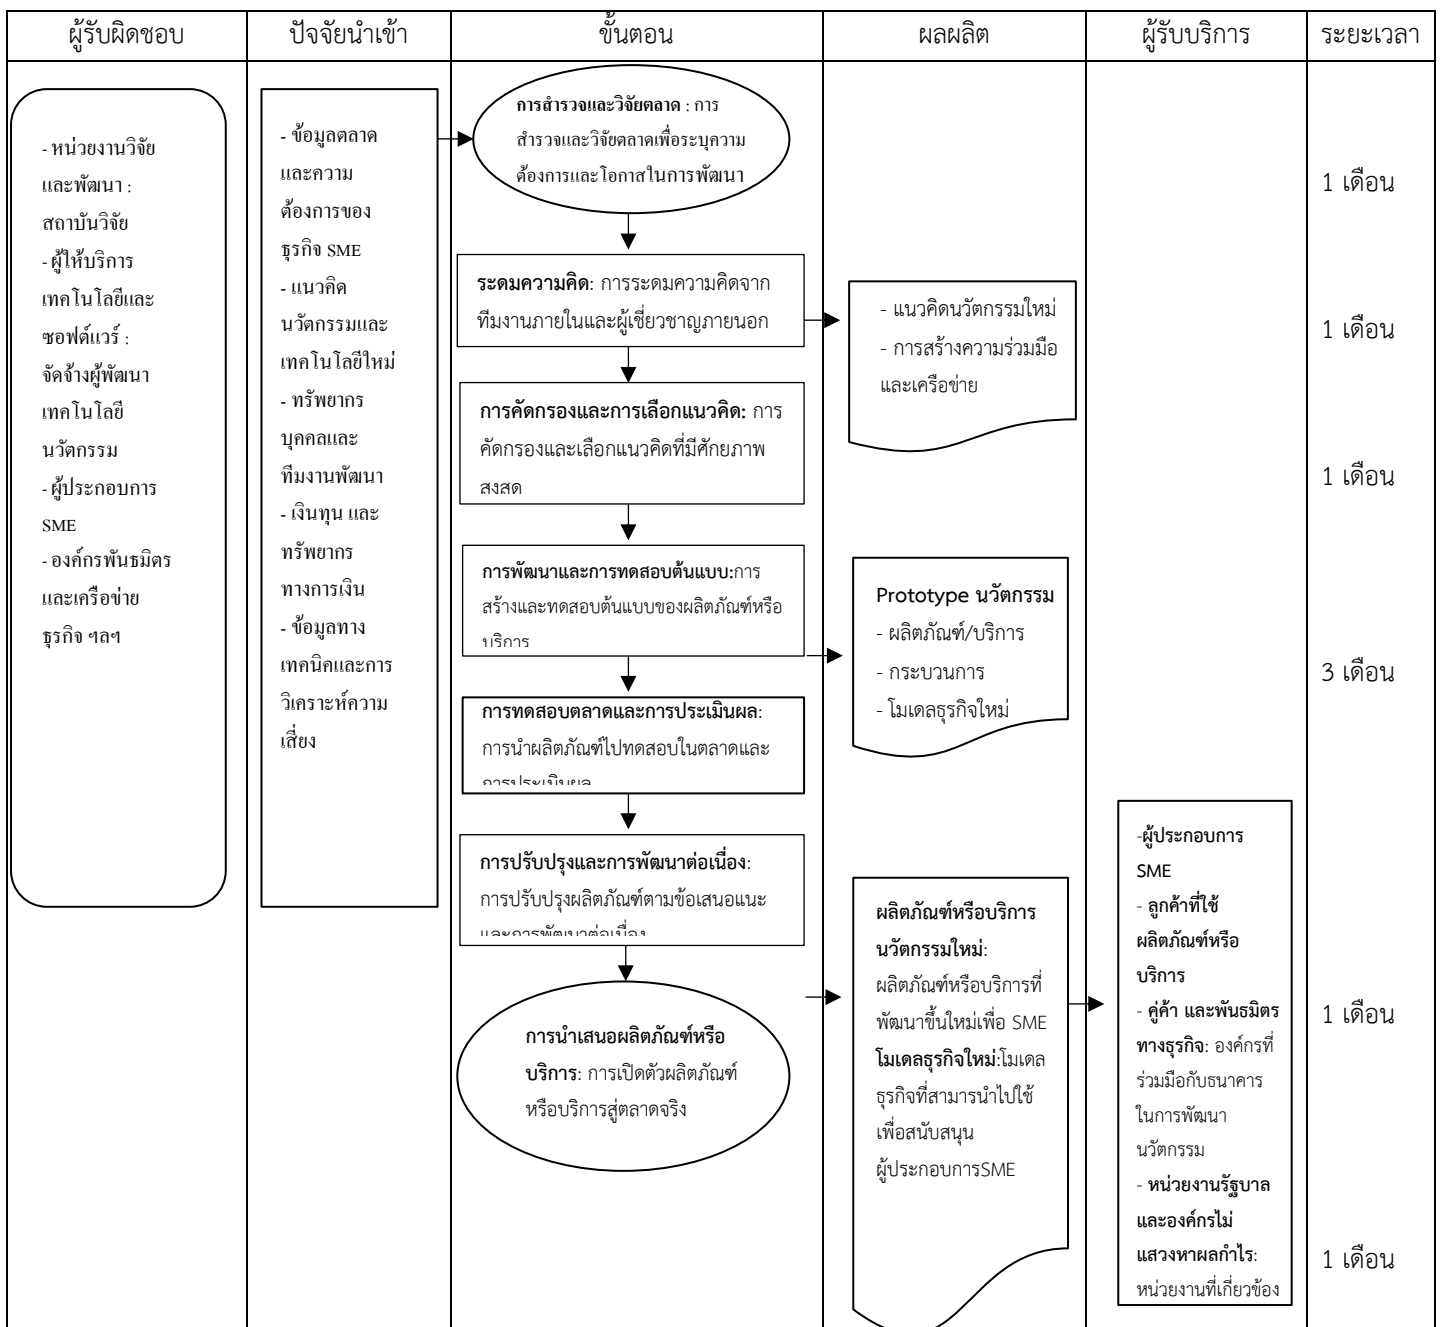 ผู้รับผิดชอบ
ปัจจัยนำเข้า
ขั้นตอน
ผลผลิต
ผู้รับบริการ
ระยะเวลา
- หน่วยงานวิจัย
และพัฒนา :
สถาบันวิจัย
- ผู้ให้บริการ
เทคโนโลยีและ
ซอฟต์แวร์ :
จัดจ้างผู้พัฒนา
เทคโนโลยี
นวัตกรรม
- ผู้ประกอบการ
SME
- องค์กรพันธมิตร
และเครือข่าย
ธุรกิจ ฯลฯ
- ข้อมูลตลาด
และความ
ต้องการของ
ธุรกิจ SME
- แนวคิด
นวัตกรรมและ
เทคโนโลยีใหม่
- ทรัพยากร
บุคคลและ
ทีมงานพัฒนา
- เงินทุน และ
ทรัพยากร
ทางการเงิน
- ข้อมูลทาง
เทคนิคและการ
วิเคราะห์ความ
เสี่ยง
การสำรวจและวิจัยตลาด : การ
สำรวจและวิจัยตลาดเพื่อระบุความ
ต้องการและโอกาสในการพัฒนา
ระดมความคิด: การระดมความคิดจาก
ทีมงานภายในและผู้เชี่ยวชาญภายนอก
การคัดกรองและการเลือกแนวคิด: การ
คัดกรองและเลือกแนวคิดที่มีศักยภาพ
สงสด
การพัฒนาและการทดสอบต้นแบบ:การ
สร้างและทดสอบต้นแบบของผลิตภัณฑ์หรือ
บริการ
การทดสอบตลาดและการประเมินผล:
การนำผลิตภัณฑ์ไปทดสอบในตลาดและ
การประเมินผล
การปรับปรุงและการพัฒนาต่อเนื่อง:
การปรับปรุงผลิตภัณฑ์ตามข้อเสนอแนะ
และการพัฒนาต่อเนื่อง
การนำเสนอผลิตภัณฑ์หรือ
บริการ: การเปิดตัวผลิตภัณฑ์
หรือบริการสู่ตลาดจริง
- แนวคิดนวัตกรรมใหม่
- การสร้างความร่วมมือ
และเครือข่าย
Prototype นวัตกรรม
- ผลิตภัณฑ์/บริการ
- กระบวนการ
- โมเดลธุรกิจใหม่
ผลิตภัณฑ์หรือบริการ
นวัตกรรมใหม่:
ผลิตภัณฑ์หรือบริการที่
พัฒนาขึ้นใหม่เพื่อ SME
โมเดลธุรกิจใหม่:โมเดล
ธุรกิจที่สามารนำไปใช้
เพื่อสนับสนุน
ผู้ประกอบการSME
-ผู้ประกอบการ
SME
- ลูกค้าที่ใช้
ผลิตภัณฑ์หรือ
บริการ
- คู่ค้า และพันธมิตร
ทางธุรกิจ: องค์กรที่
ร่วมมือกับธนาคาร
ในการพัฒนา
นวัตกรรม
- หน่วยงานรัฐบาล
และองค์กรไม่
แสวงหาผลกำไร:
หน่วยงานที่เกี่ยวข้อง
1 เดือน
1 เดือน
1 เดือน
3 เดือน
1 เดือน
1 เดือน